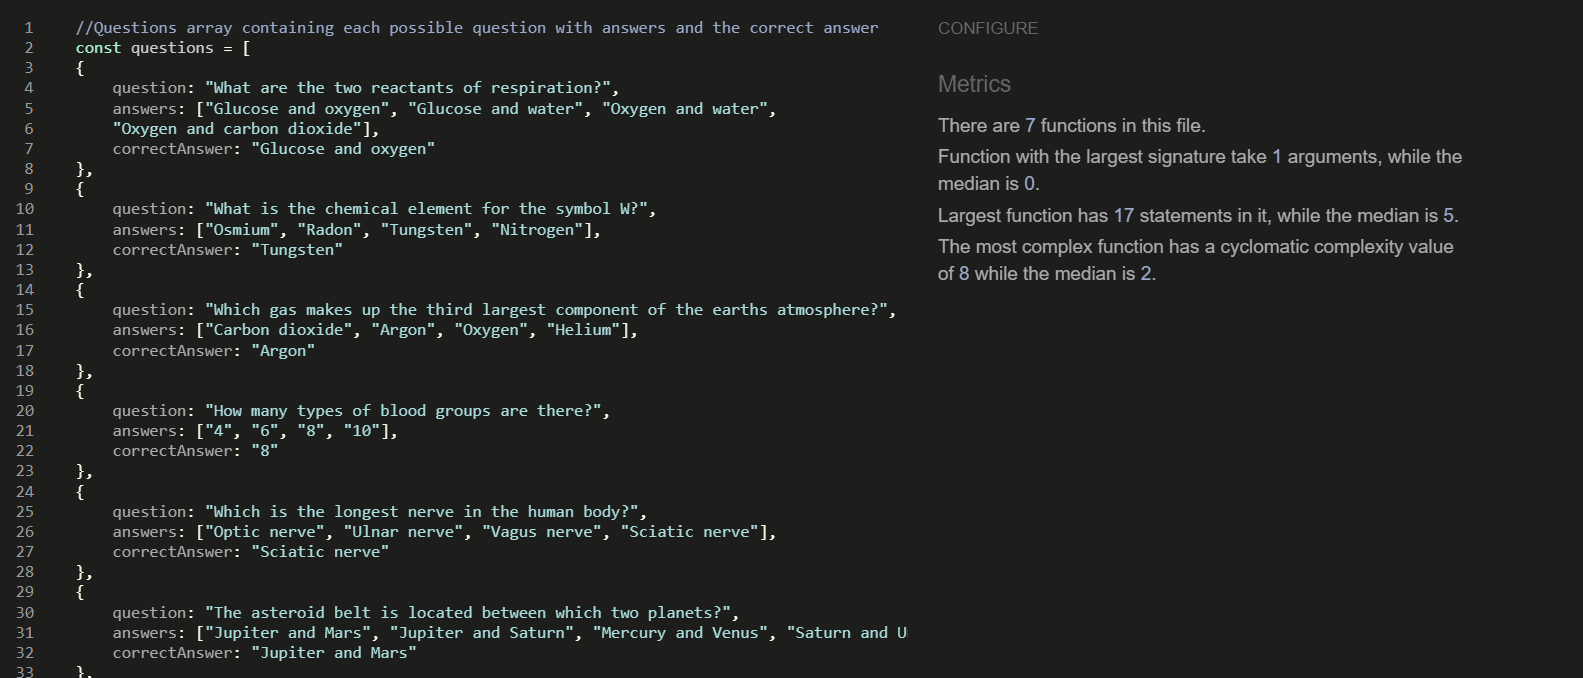 1 //Questions array containing each possible question with answers and the correct answer
2 const questions = [
3 {
4 question: "What are the two reactants of respiration?",
5 answers: ["Glucose and oxygen", "Glucose and water", "Oxygen and water",
6 "Oxygen and carbon dioxide"],
7 correctAnswer: "Glucose and oxygen"
8 },
9 {
10 question: "What is the chemical element for the symbol W?",
11 answers: ["Osmium", "Radon", "Tungsten", "Nitrogen"],
12 correctAnswer: "Tungsten"
13 },
14 {
15 question: "Which gas makes up the third largest component of the earths atmosphere?",
16 answers: ["Carbon dioxide", "Argon", "Oxygen", "Helium"],
17 correctAnswer: "Argon"
18 },
19 {
20 question: "How many types of blood groups are there?",
21 answers: ["4", "6", "8", "10"],
22 correctAnswer: "8"
23 },
24 {
25 question: "Which is the longest nerve in the human body?",
26 answers: ["Optic nerve", "Ulnar nerve", "Vagus nerve", "Sciatic nerve"],
27 correctAnswer: "Sciatic nerve"
28 },
29 {
30 question: "The asteroid belt is located between which two planets?",
31 answers: ["Jupiter and Mars", "Jupiter and Saturn", "Mercury and Venus", "Saturn and U
32 correctAnswer: "Jupiter and Mars"
33 },
CONFIGURE
Metrics
There are 7 functions in this file.
Function with the largest signature take 1 arguments, while the
median is 0.
Largest function has 17 statements in it, while the median is 5.
The most complex function has a cyclomatic complexity value
of 8 while the median is 2.